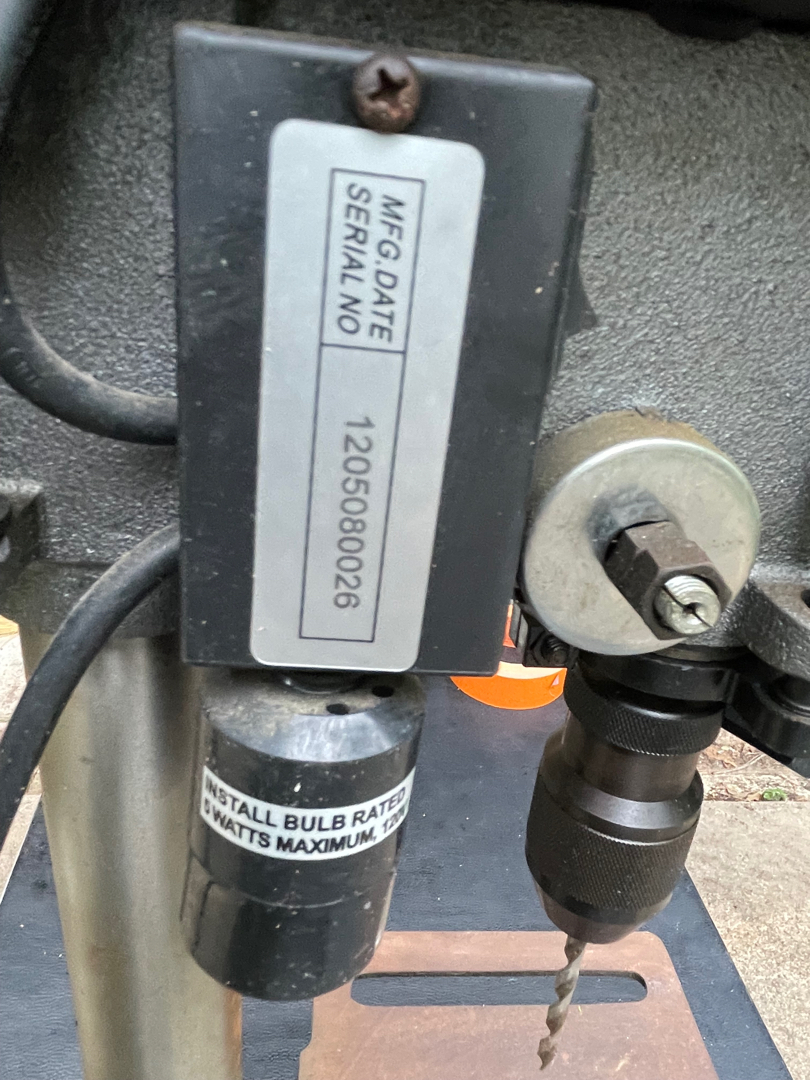 MFG.DATE
SERIAL NO
1205080026
INSTALL BULB RATED
WATTS MAXIMUM,